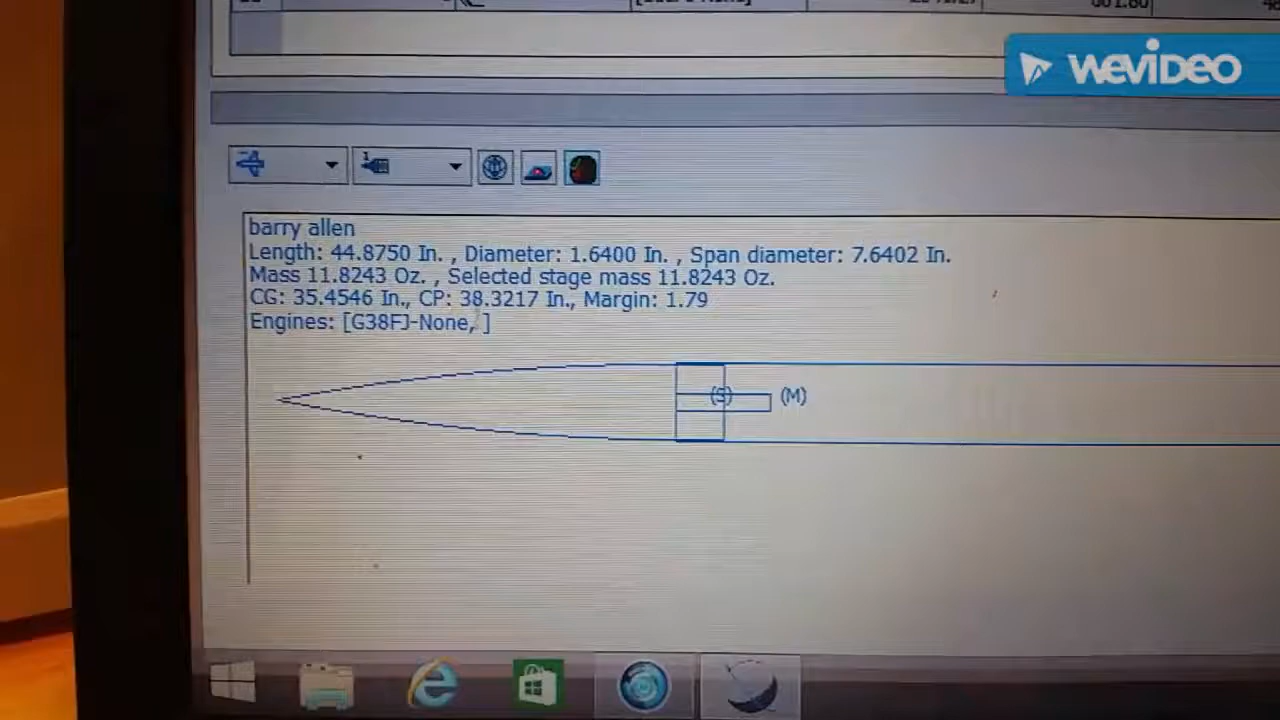 WEVIDEO
barry allen
Length: 44.8750 In. , Diameter: 1.6400 In. , Span diameter: 7.6402 In.
Mass 11.8243 Oz. , Selected stage mass 11.8243 Oz.
CG: 35.4546 In., CP: 38.3217 In., Margin: 1.79
Engines: [G38FJ-None, ]
(S) (M)